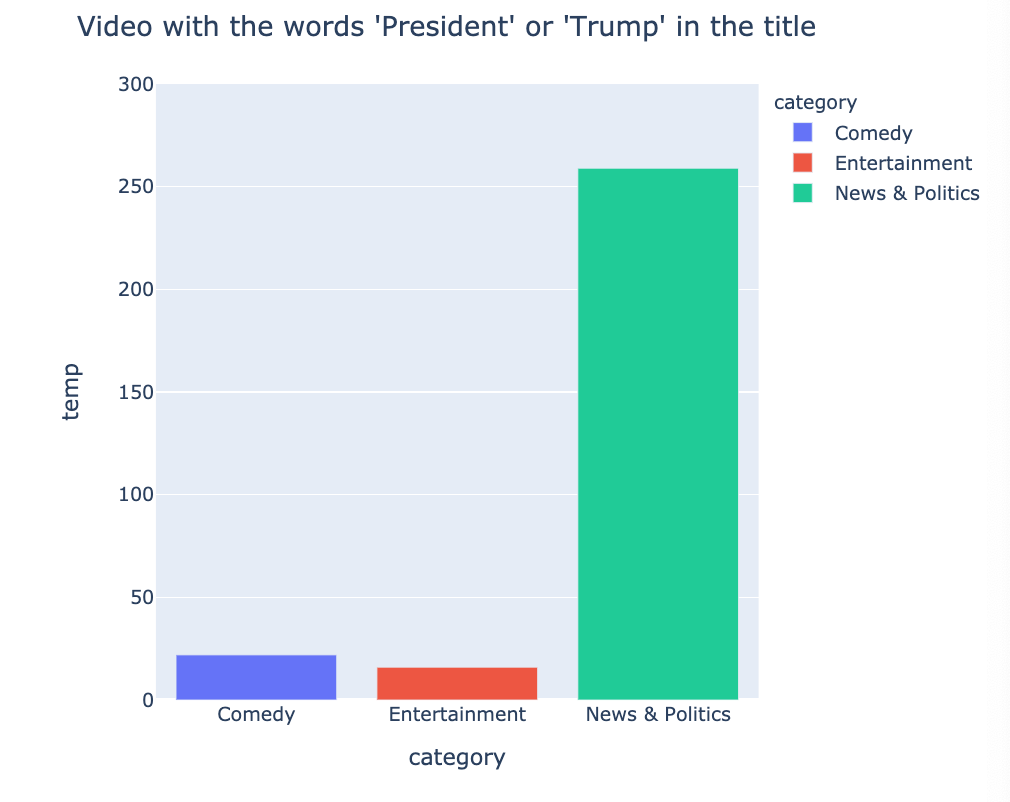 Video with the words 'President' or 'Trump' in the title
300
250
200
150
100
50
0
temp
Comedy
Entertainment
News & Politics
category
category
Comedy
Entertainment
News & Politics